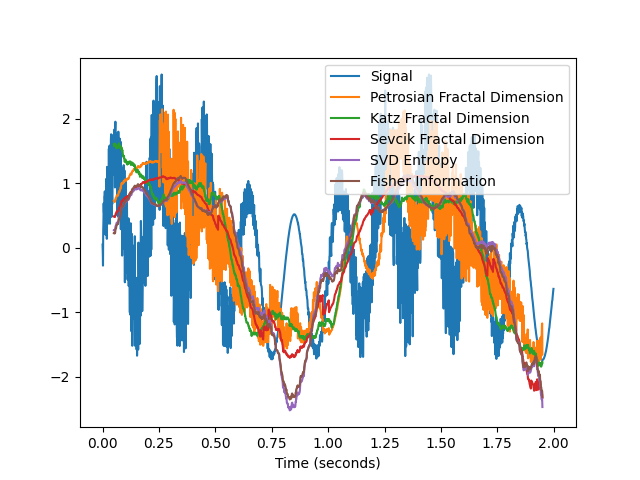 Signal
Petrosian Fractal Dimension
Katz Fractal Dimension
Sevcik Fractal Dimension
SVD Entropy
Fisher Information
2
1
0
−1
−2
0.00 0.25 0.50 0.75 1.00 1.25 1.50 1.75 2.00
Time (seconds)